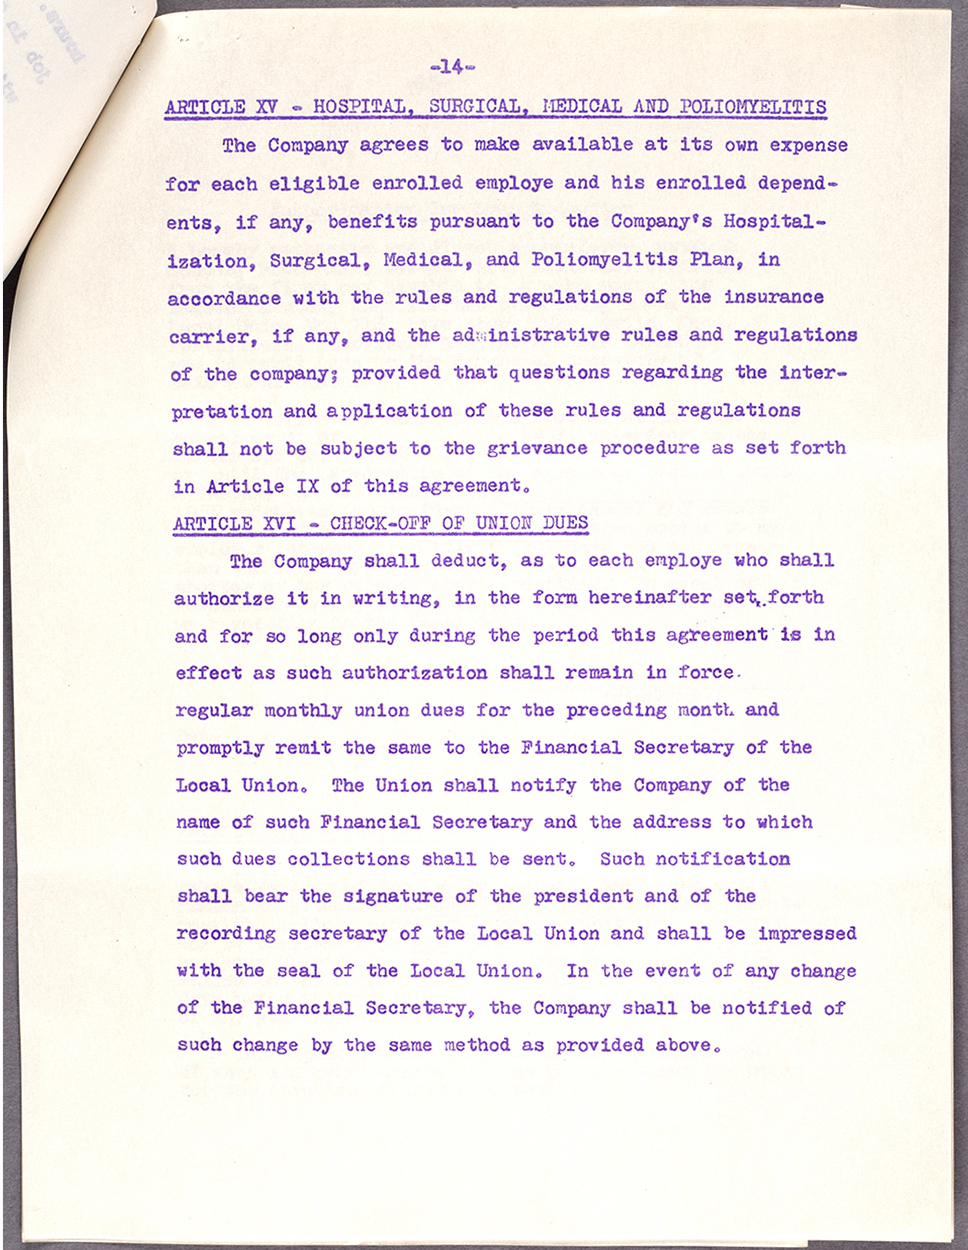 -14-
ARTICLE XV - HOSPITAL, SURGICAL, MEDICAL AND POLIOMYELITIS
The Company agrees to make available at its own expense
for each eligible enrolled employe and his enrolled depend-
ents, if any, benefits pursuant to the Company's Hospital-
ization, Surgical, Medical, and Poliomyelitis Plan, in
accordance with the rules and regulations of the insurance
carrier, if any, and the administrative rules and regulations
of the company; provided that questions regarding the inter-
pretation and application of these rules and regulations
shall not be subject to the grievance procedure as set forth
in Article IX of this agreement.
ARTICLE XVI - CHECK-OFF OF UNION DUES
The Company shall deduct, as to each employe who shall
authorize it in writing, in the form hereinafter set forth
and for so long only during the period this agreement is in
effect as such authorization shall remain in force.
regular monthly union dues for the preceding month and
promptly remit the same to the Financial Secretary of the
Local Union. The Union shall notify the Company of the
name of such Financial Secretary and the address to which
such dues collections shall be sent. Such notification
shall bear the signature of the president and of the
recording secretary of the Local Union and shall be impressed
with the seal of the Local Union. In the event of any change
of the Financial Secretary, the Company shall be notified of
such change by the same method as provided above.